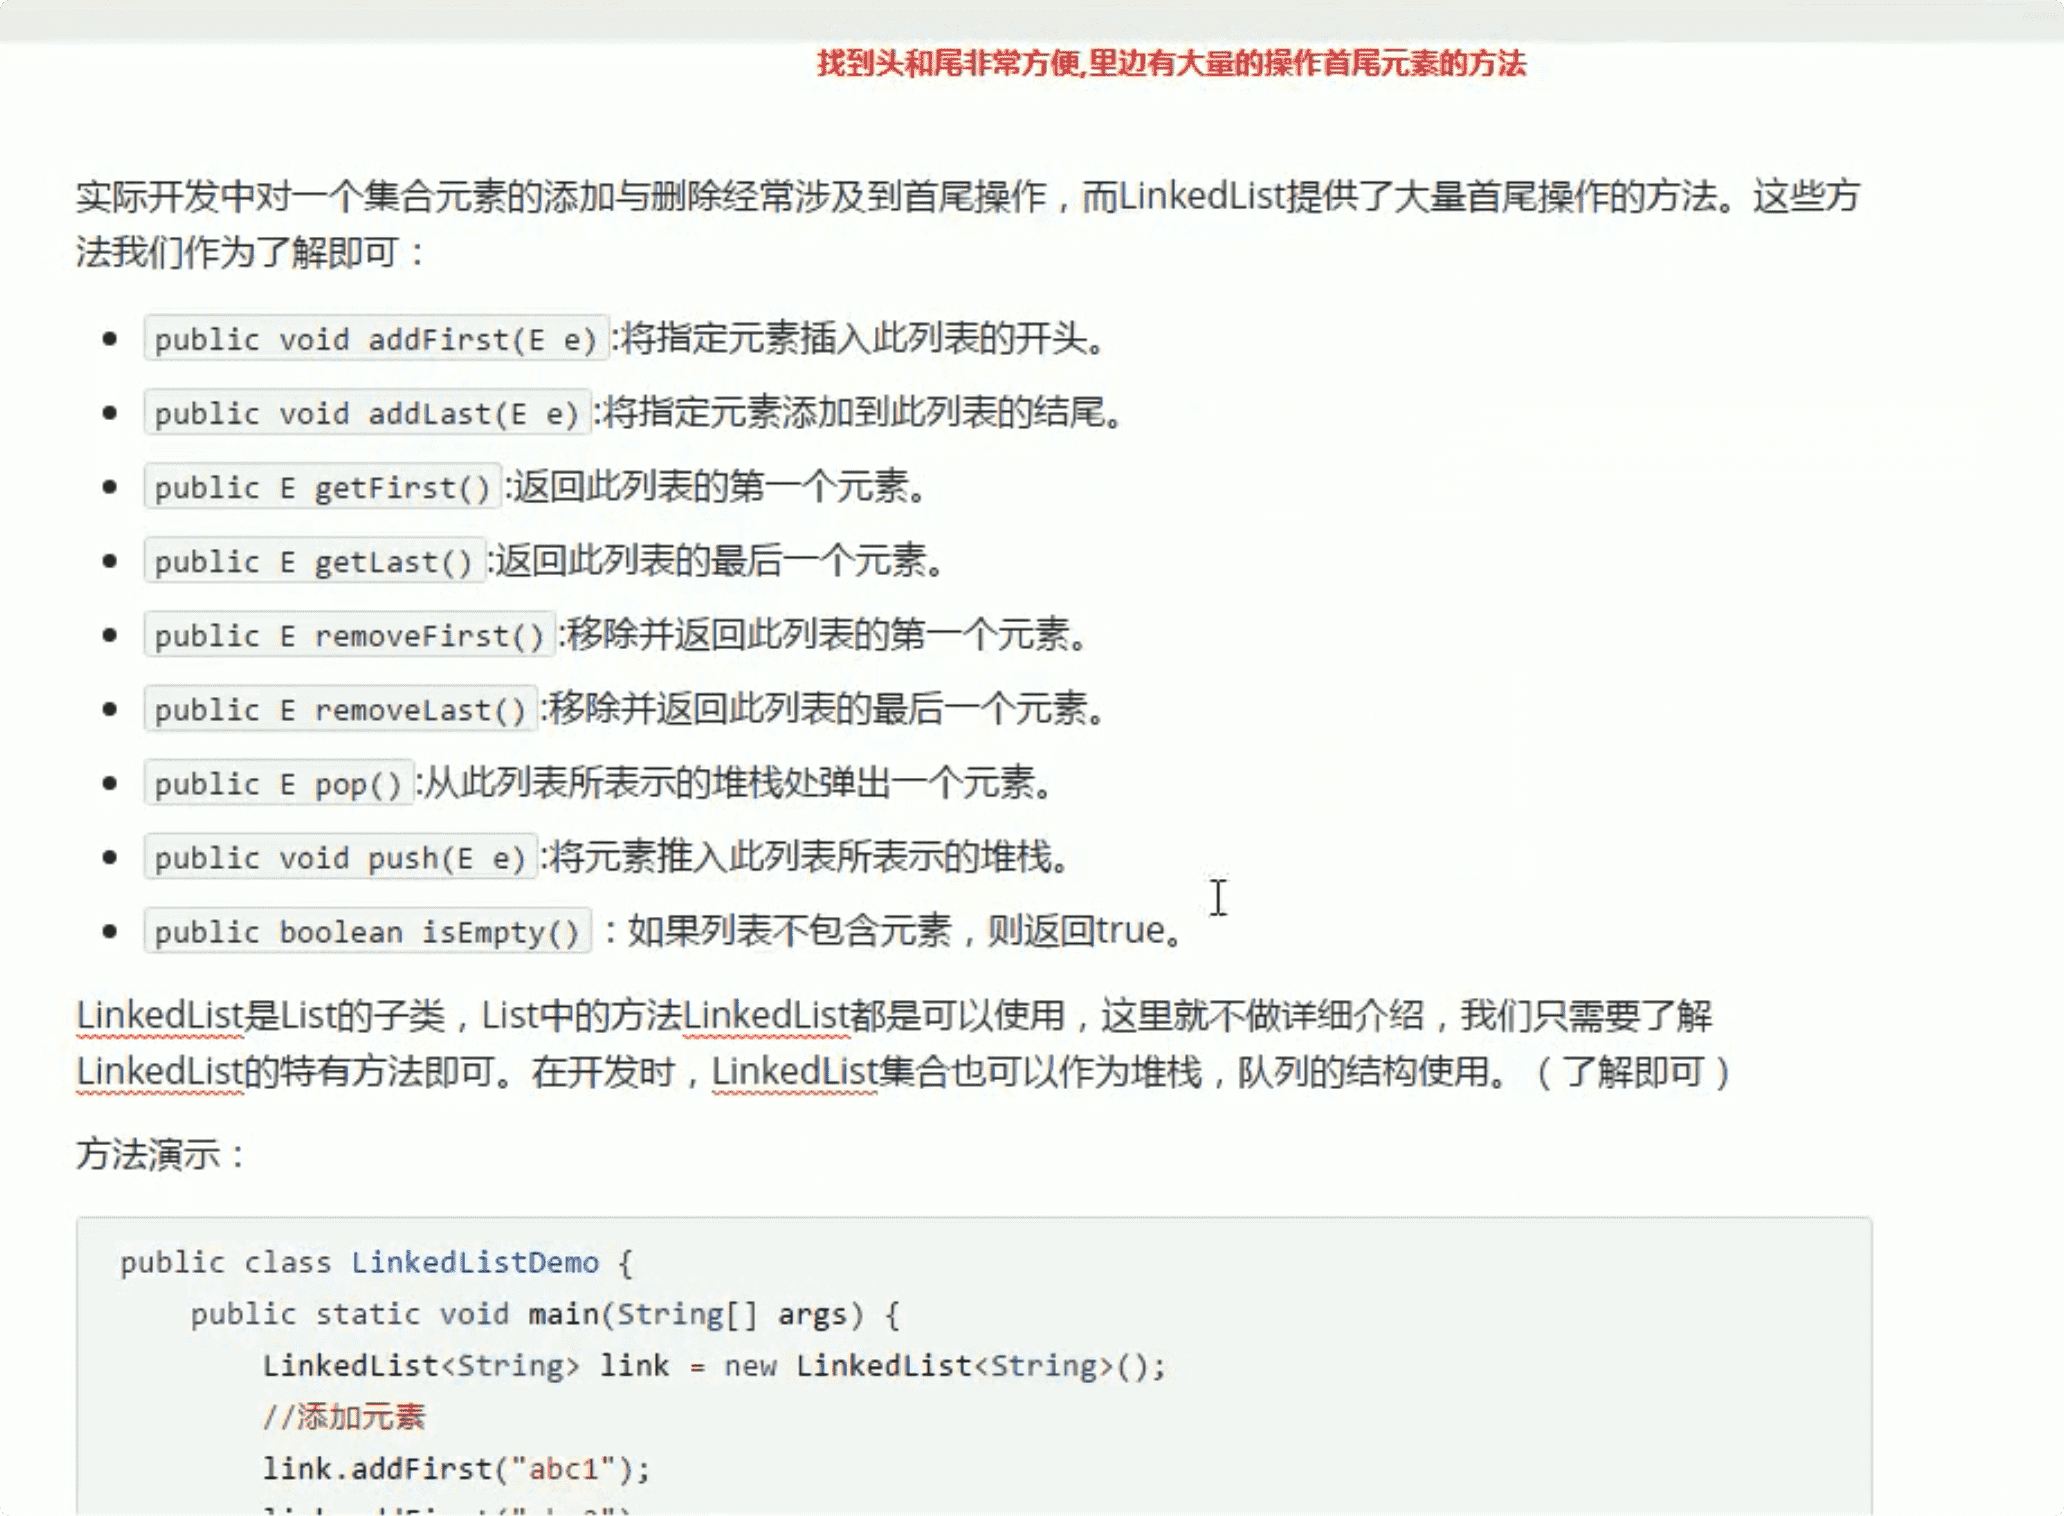 找到头和尾非常方便,里边有大量的操作首尾元素的方法
实际开发中对一个集合元素的添加与删除经常涉及到首尾操作，而LinkedList提供了大量首尾操作的方法。这些方
法我们作为了解即可：
public void addFirst(E e) :将指定元素插入此列表的开头。
public void addLast(E e) :将指定元素添加到此列表的结尾。
public E getFirst() :返回此列表的第一个元素。
public E getLast() :返回此列表的最后一个元素。
public E removeFirst() :移除并返回此列表的第一个元素。
public E removeLast() :移除并返回此列表的最后一个元素。
public E pop() :从此列表所表示的堆栈处弹出一个元素。
public void push(E e) :将元素推入此列表所表示的堆栈。
public boolean isEmpty() ：如果列表不包含元素，则返回true。
LinkedList是List的子类，List中的方法LinkedList都是可以使用，这里就不做详细介绍，我们只需要了解
LinkedList的特有方法即可。在开发时，LinkedList集合也可以作为堆栈，队列的结构使用。（了解即可）
方法演示：
public class LinkedListDemo {
public static void main(String[] args) {
LinkedList<String> link = new LinkedList<String>();
//添加元素
link.addFirst("abc1");